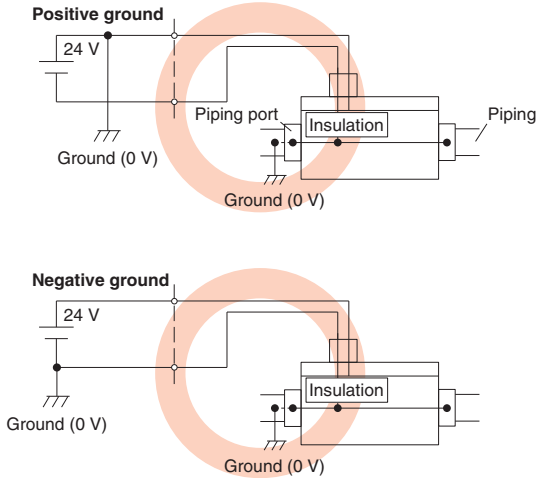 Positive ground
24 V
Piping port
Piping
Insulation
Ground (0 V)
Ground (0 V)
Negative ground
24 V
Insulation
Ground (0 V)
Ground (0 V)